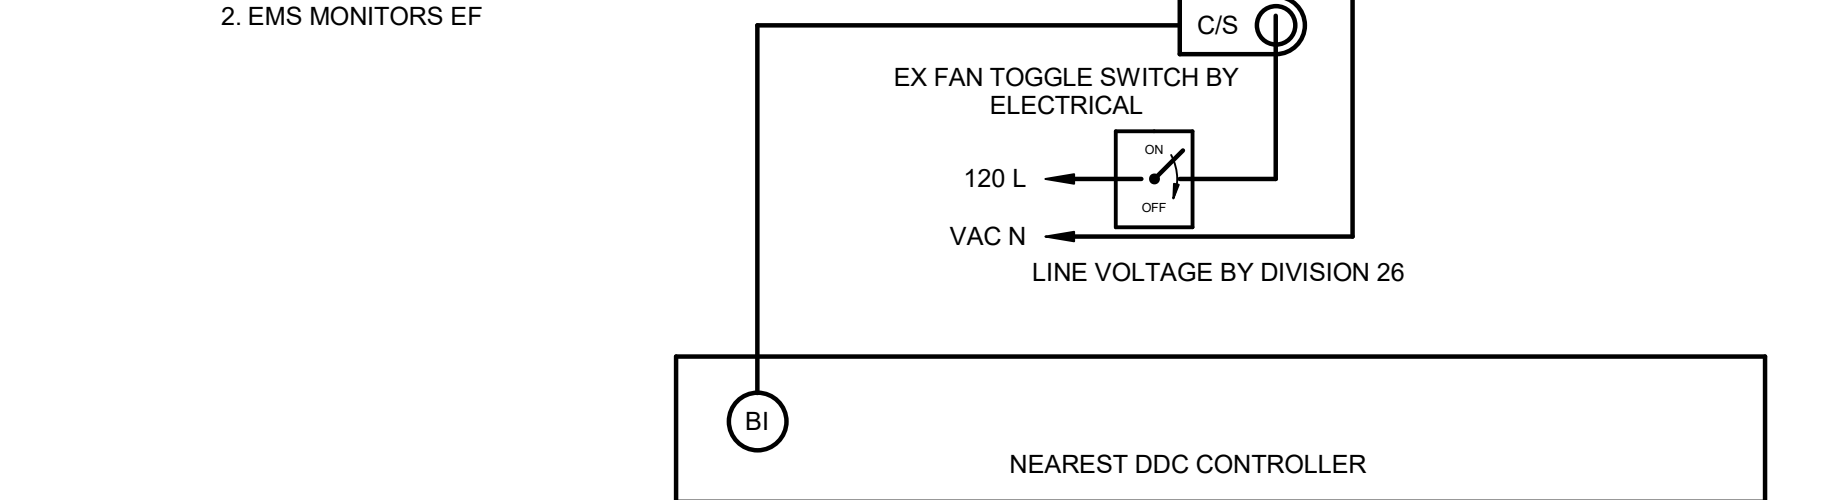 2. EMS MONITORS EF
C/S
EX FAN TOGGLE SWITCH BY
ELECTRICAL
ON
120 L
OFF
VAC N
LINE VOLTAGE BY DIVISION 26
BI
NEAREST DDC CONTROLLER